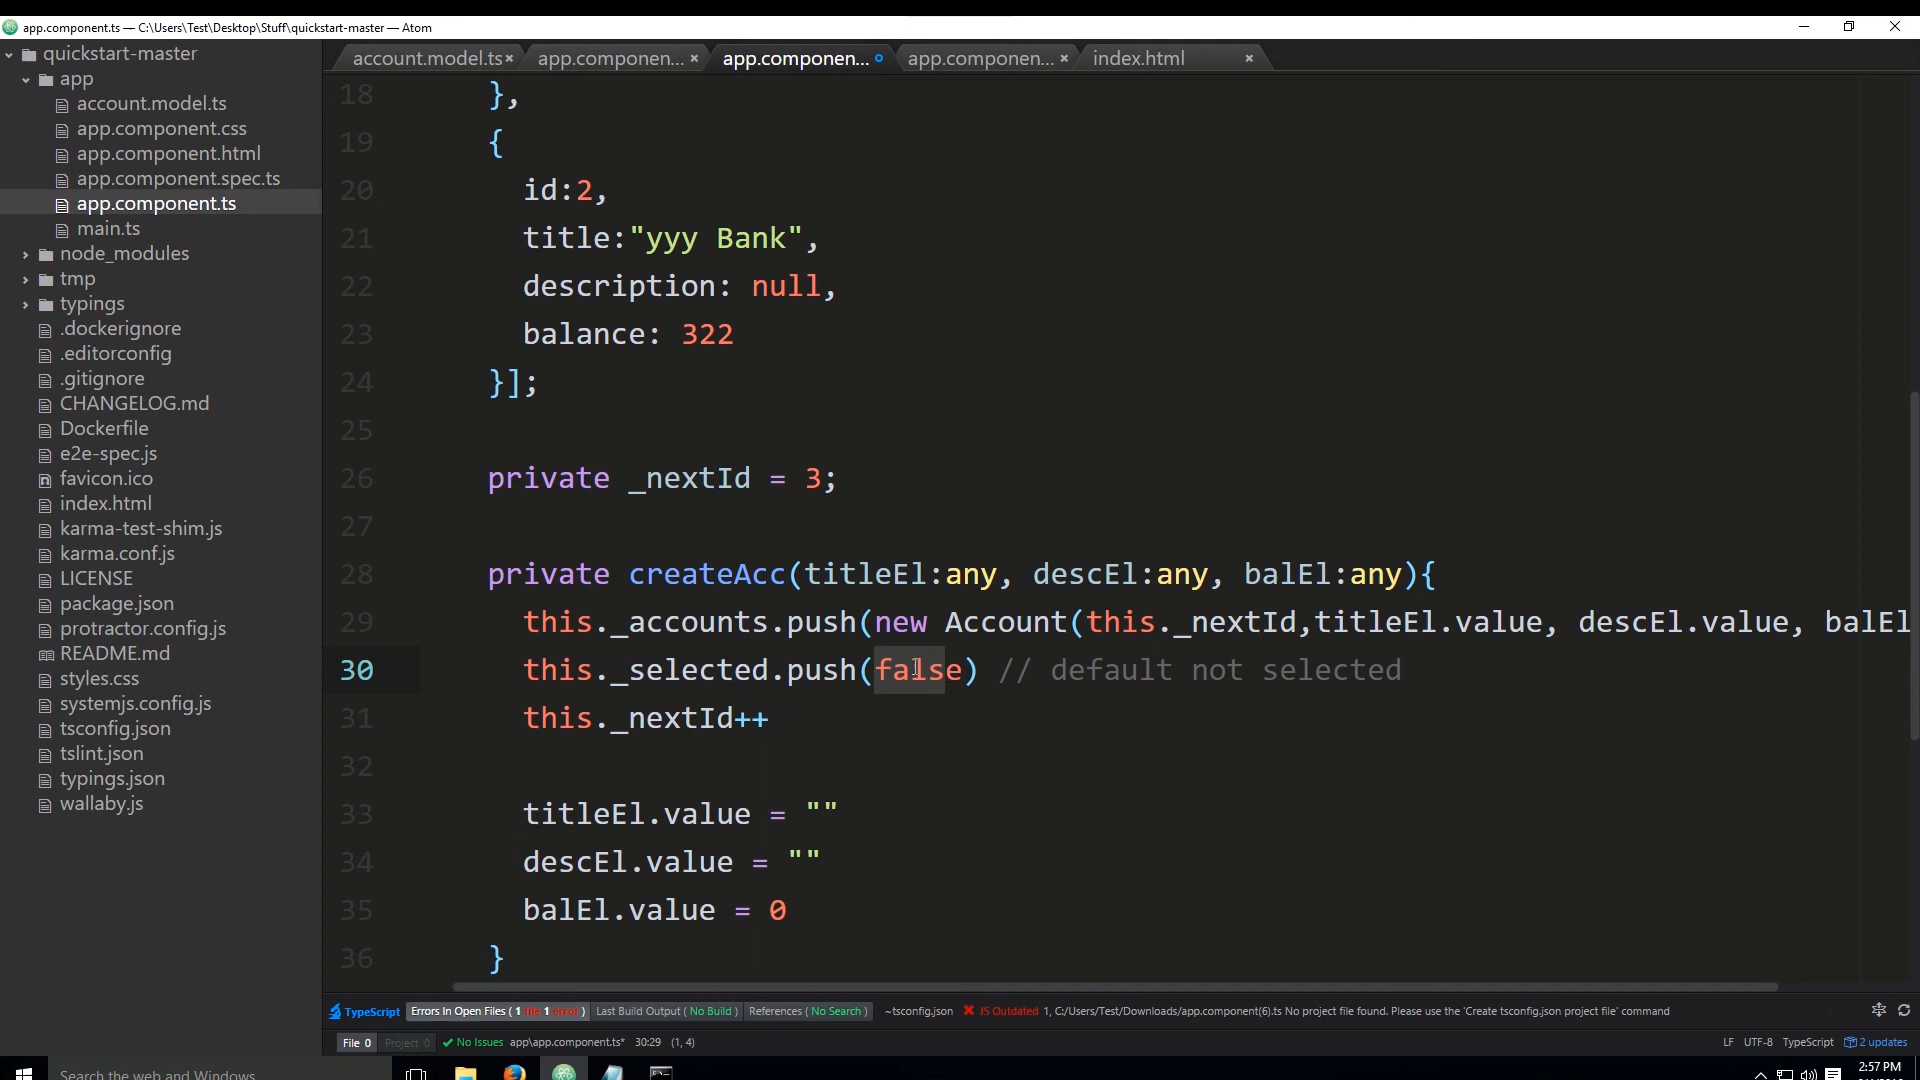 app.component.ts — C:\Users\Test\Desktop\Stuff\quickstart-master — Atom
quickstart-master
app
account.model.ts
app.component.css
app.component.html
app.component.spec.ts
app.component.ts
main.ts
node_modules
tmp
typings
.dockerignore
.editorconfig
.gitignore
CHANGELOG.md
Dockerfile
e2e-spec.js
favicon.ico
index.html
karma-test-shim.js
karma.conf.js
LICENSE
package.json
protractor.config.js
README.md
styles.css
systemjs.config.js
tsconfig.json
tslint.json
typings.json
wallaby.js
account.model.ts × app.componen... × app.componen... app.componen... × index.html ×
18 },
19 {
20 id:2,
21 title:"yyy Bank",
22 description: null,
23 balance: 322
24 }];
25
26 private _nextId = 3;
27
28 private createAcc(titleEl:any, descEl:any, balEl:any){
29 this._accounts.push(new Account(this._nextId,titleEl.value, descEl.value, balEl
30 this._selected.push(false) // default not selected
31 this._nextId++
32
33 titleEl.value = ""
34 descEl.value = ""
35 balEl.value = 0
36 }
TypeScript Errors In Open Files ( 1 file 1 error ) Last Build Output ( No Build ) References ( No Search ) ~tsconfig.json JS Outdated 1, C:/Users/Test/Downloads/app.component(6).ts No project file found. Please use the 'Create tsconfig.json project file' command
File 0 Project 0 No Issues app\app.component.ts* 30:29 (1, 4) LF UTF-8 TypeScript 2 updates
Search the web and Windows 2:57 PM